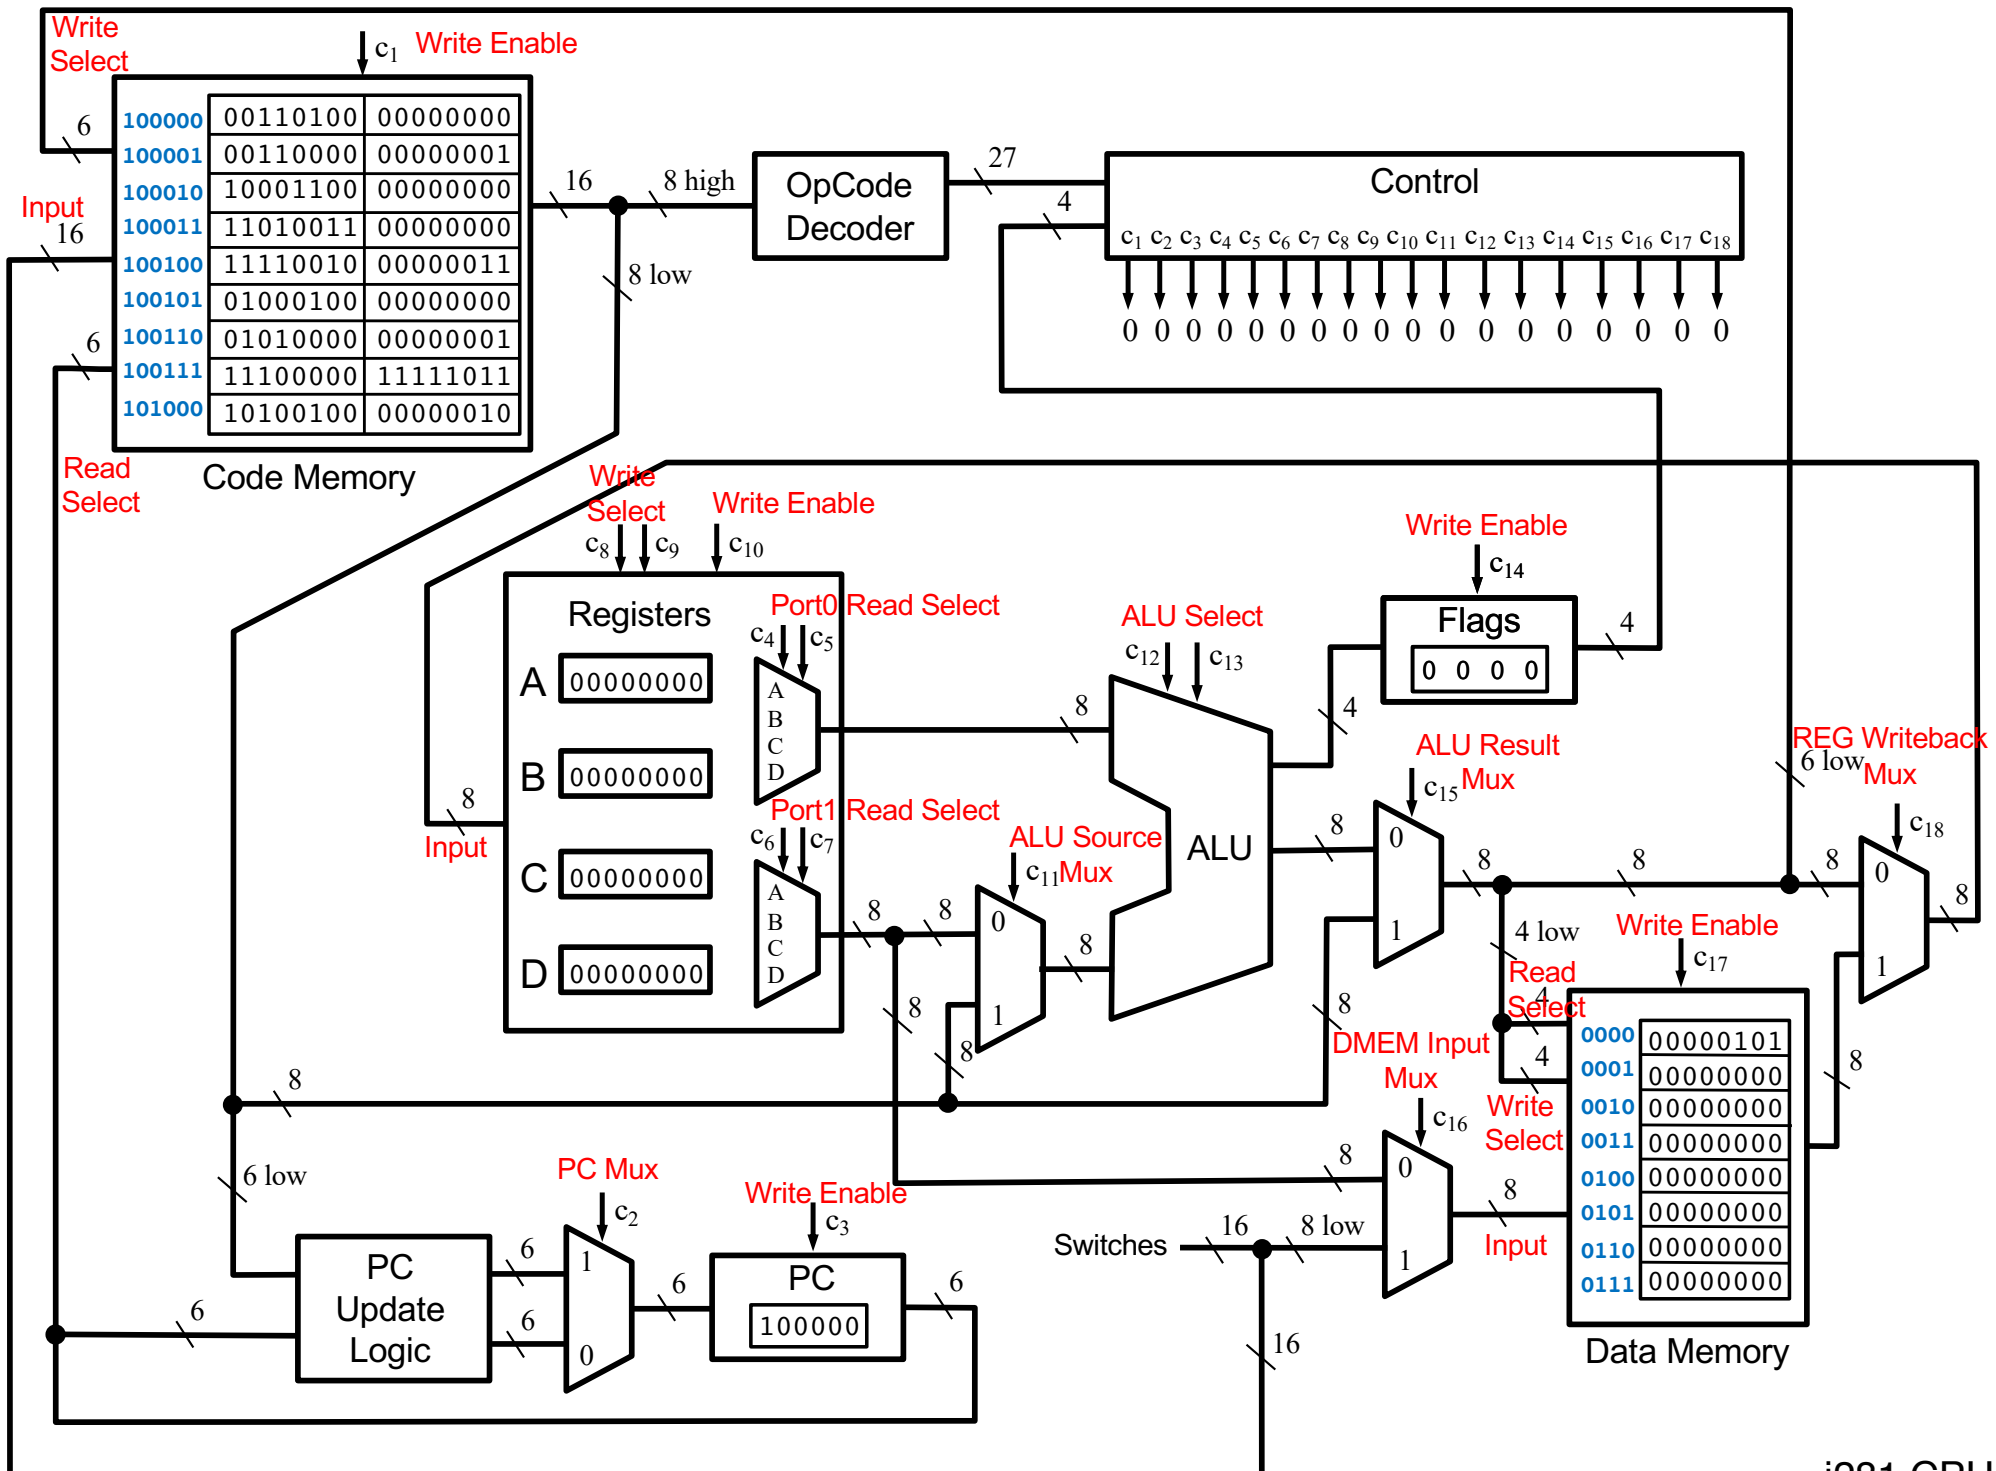 Write
Select
c1 Write Enable
6
Input
16
6
Read
Select
100000 00110100 00000000
100001 00110000 00000001
100010 10001100 00000000
100011 11010011 00000000
100100 11110010 00000011
100101 01000100 00000000
100110 01010000 00000001
100111 11100000 11111011
101000 10100100 00000010
Code Memory
16
8 high
8 low
OpCode
Decoder
27
4
Control
c1 c2 c3 c4 c5 c6 c7 c8 c9 c10 c11 c12 c13 c14 c15 c16 c17 c18
0 0 0 0 0 0 0 0 0 0 0 0 0 0 0 0 0 0
Write
Select
c8 c9
Write Enable
c10
Registers
A 00000000
B 00000000
C 00000000
D 00000000
8
Input
Port0 Read Select
c4 c5
A
B
C
D
Port1 Read Select
c6 c7
A
B
C
D
8
8
8
8
ALU Source
Mux
c11
0
1
8
8
ALU Select
c12 c13
ALU
8
4
Write Enable
c14
Flags
0 0 0 0
4
ALU Result
Mux
c15
0
1
8
8
8
6 low
8
REG Writeback
Mux
c18
0
1
8
4 low
Read
Select
4
4
Write
Select
Write Enable
c17
0000 00000101
0001 00000000
0010 00000000
0011 00000000
0100 00000000
0101 00000000
0110 00000000
0111 00000000
Data Memory
8
DMEM Input
Mux
c16
0
1
8
8
Input
Switches
16
8 low
16
8
6 low
6
PC
Update
Logic
6
6
PC Mux
c2
1
0
6
Write Enable
c3
PC
100000
6